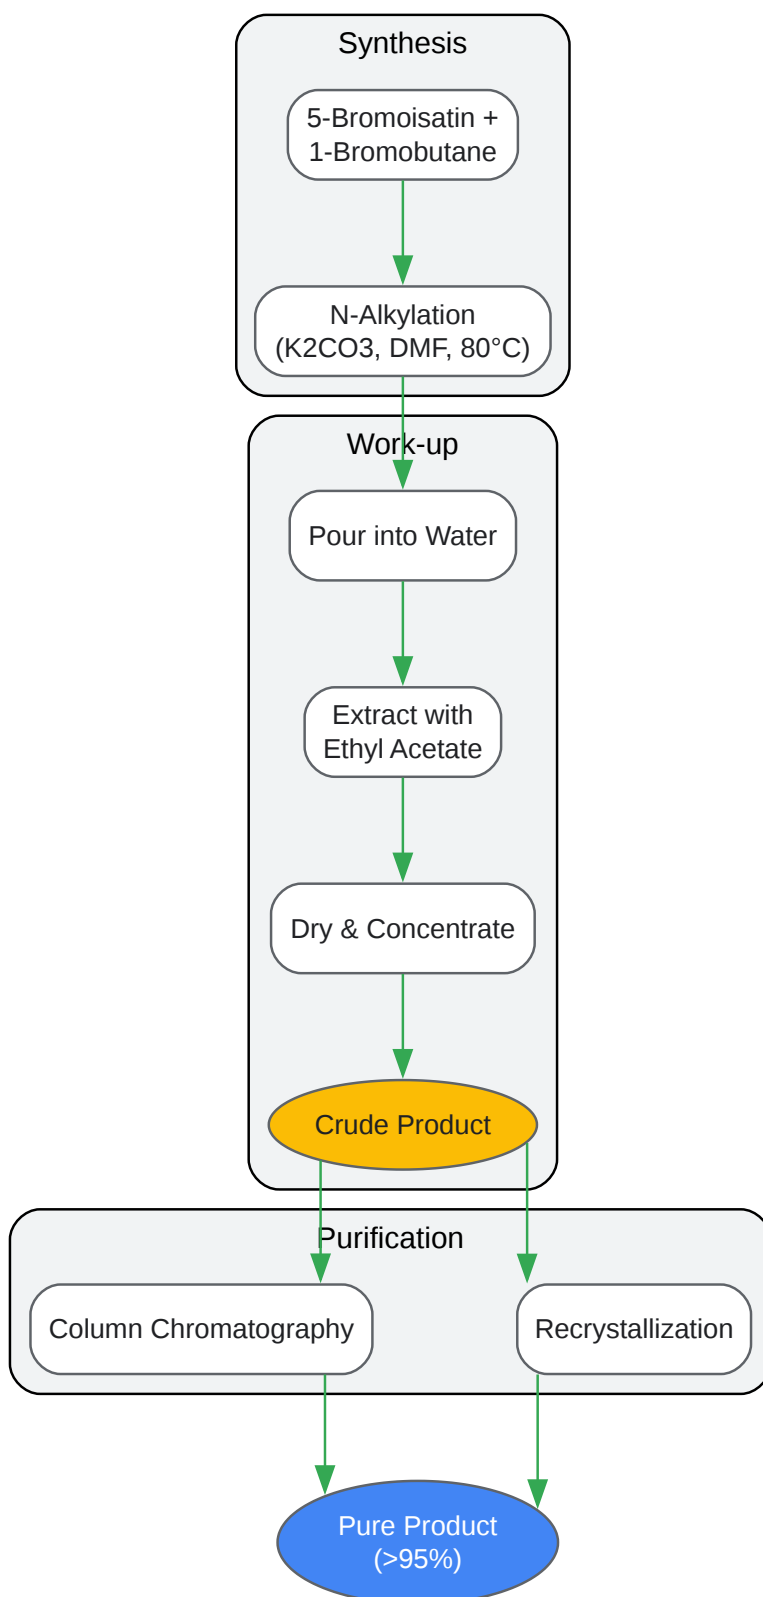 Synthesis
5-Bromoisatin +
1-Bromobutane
N-Alkylation
(K2CO3, DMF, 80°C)
Work-up
Pour into Water
Extract with
Ethyl Acetate
Dry & Concentrate
Crude Product
Purification
Column Chromatography
Recrystallization
Pure Product
(>95%)